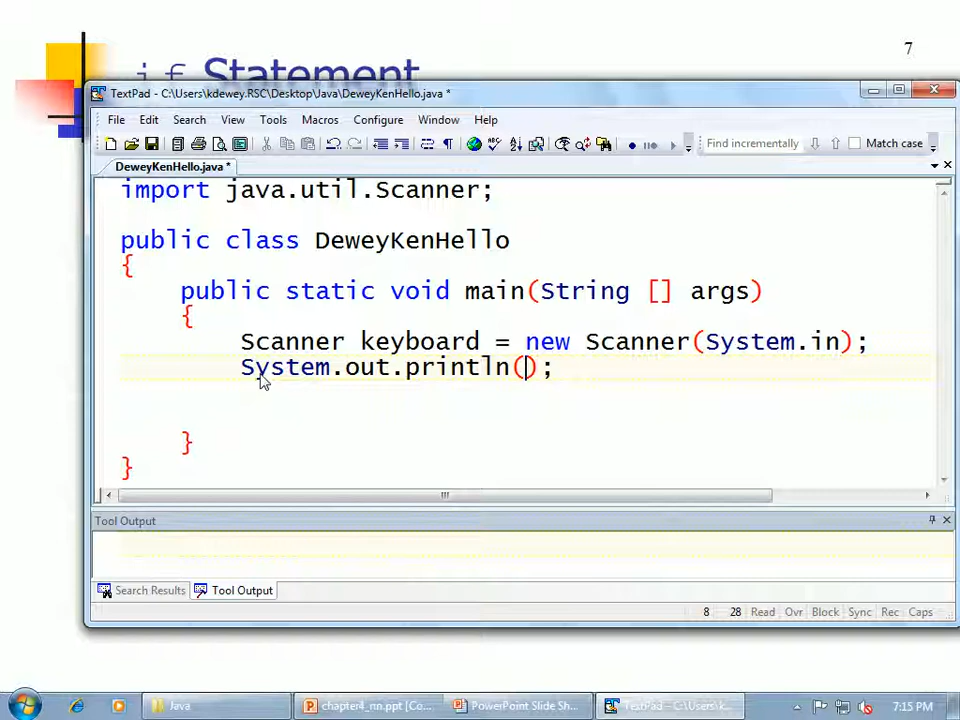 7
if Statement
TextPad - C:\Users\kdewey.RSC\Desktop\Java\DeweyKenHello.java *
File Edit Search View Tools Macros Configure Window Help
Find incrementally Match case
DeweyKenHello.java *
import java.util.Scanner;
public class DeweyKenHello
{
public static void main(String [] args)
{
Scanner keyboard = new Scanner(System.in);
System.out.println();
}
}
Tool Output
Search Results Tool Output
8 28 Read Ovr Block Sync Rec Caps
Java chapter4_nn.ppt [Co... PowerPoint Slide Sh... TextPad - C:\Users\k... 7:15 PM